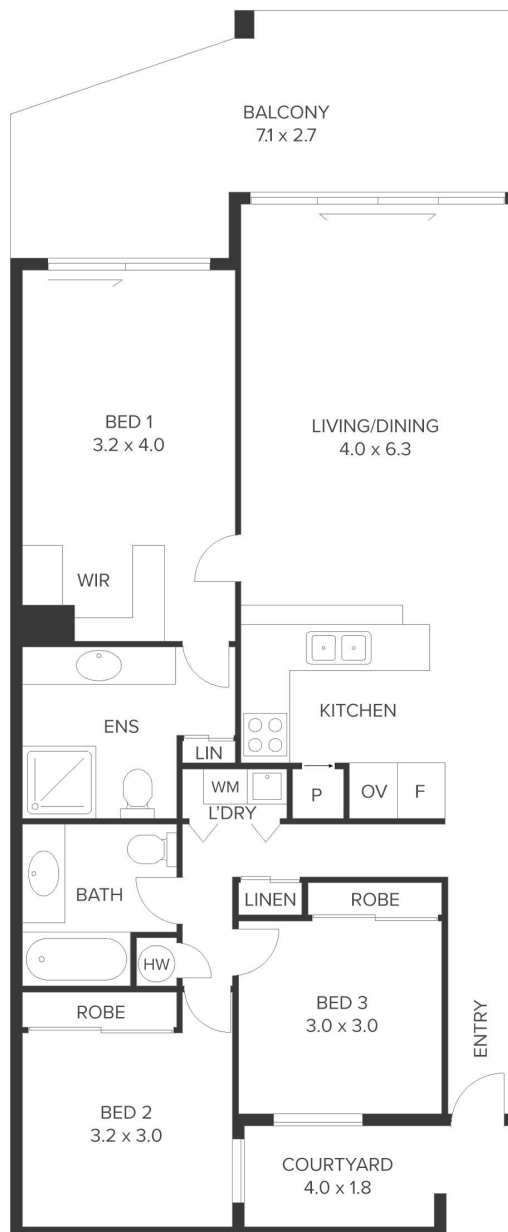 BALCONY
7.1 x 2.7
BED 1
3.2 x 4.0
LIVING/DINING
4.0 x 6.3
WIR
ENS
KITCHEN
LIN
WM
L'DRY
P
OV
F
BATH
LINEN
ROBE
HW
ROBE
BED 3
3.0 x 3.0
ENTRY
BED 2
3.2 x 3.0
COURTYARD
4.0 x 1.8